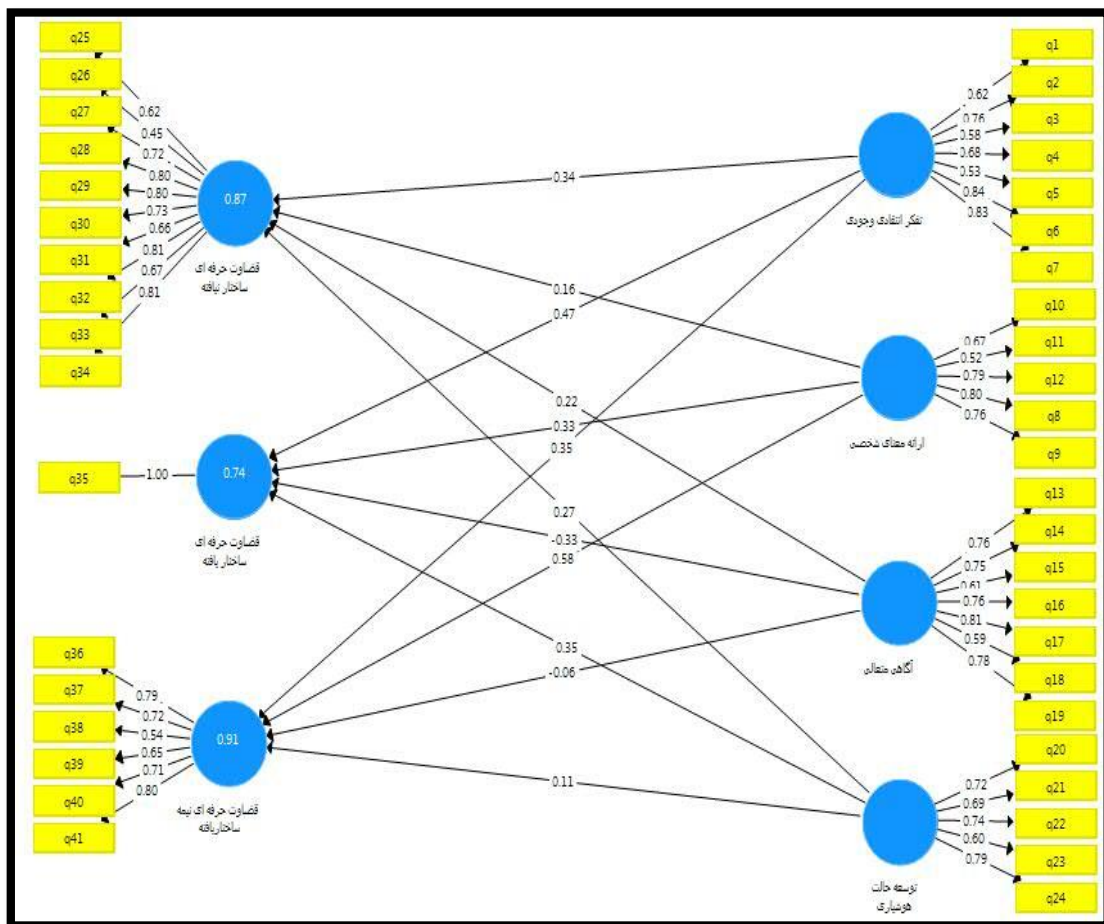 q25
q26
q27
q28
q29
q30
q31
q32
q33
q34
0.62
0.45
0.72
0.80
0.80
0.73
0.66
0.81
0.67
0.81
0.87
قضاوت حرفه ای
ساختار نیافته
q35
1.00
0.74
قضاوت حرفه ای
ساختار یافته
q36
q37
q38
q39
q40
q41
0.79
0.72
0.54
0.65
0.71
0.80
0.91
قضاوت حرفه ای نیمه
ساختاریافته
0.34
0.16
0.47
0.22
0.33
0.35
0.27
-0.33
0.58
0.35
-0.06
0.11
تفکر انتقادی وجودی
0.62
0.76
0.58
0.68
0.53
0.84
0.83
q1
q2
q3
q4
q5
q6
q7
ارائه معنای شخصی
0.67
0.52
0.79
0.80
0.76
q10
q11
q12
q8
q9
آگاهی متعالی
0.76
0.75
0.61
0.76
0.81
0.59
0.78
q13
q14
q15
q16
q17
q18
q19
توسعه حالت
هوشیاری
0.72
0.69
0.74
0.60
0.79
q20
q21
q22
q23
q24